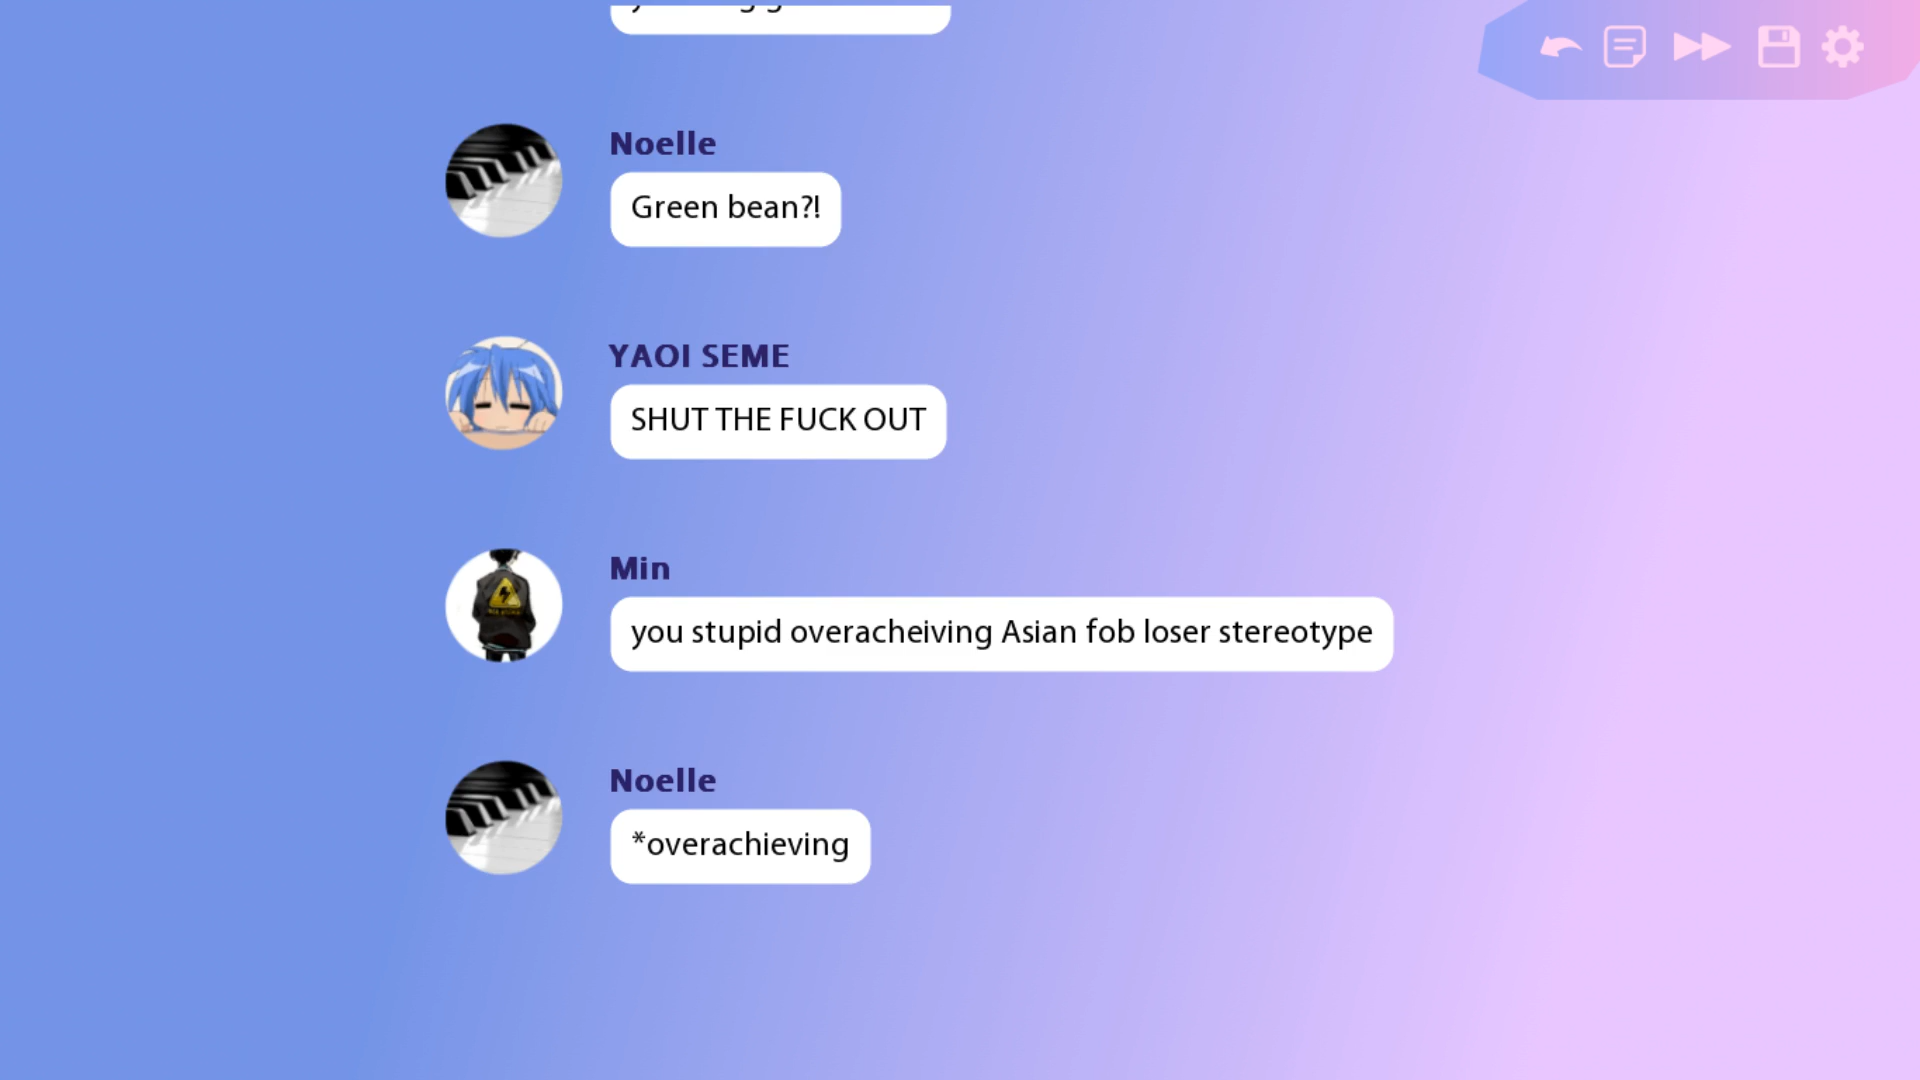 Noelle
Green bean?!
YAOI SEME
SHUT THE FUCK OUT
Min
you stupid overacheiving Asian fob loser stereotype
Noelle
*overachieving